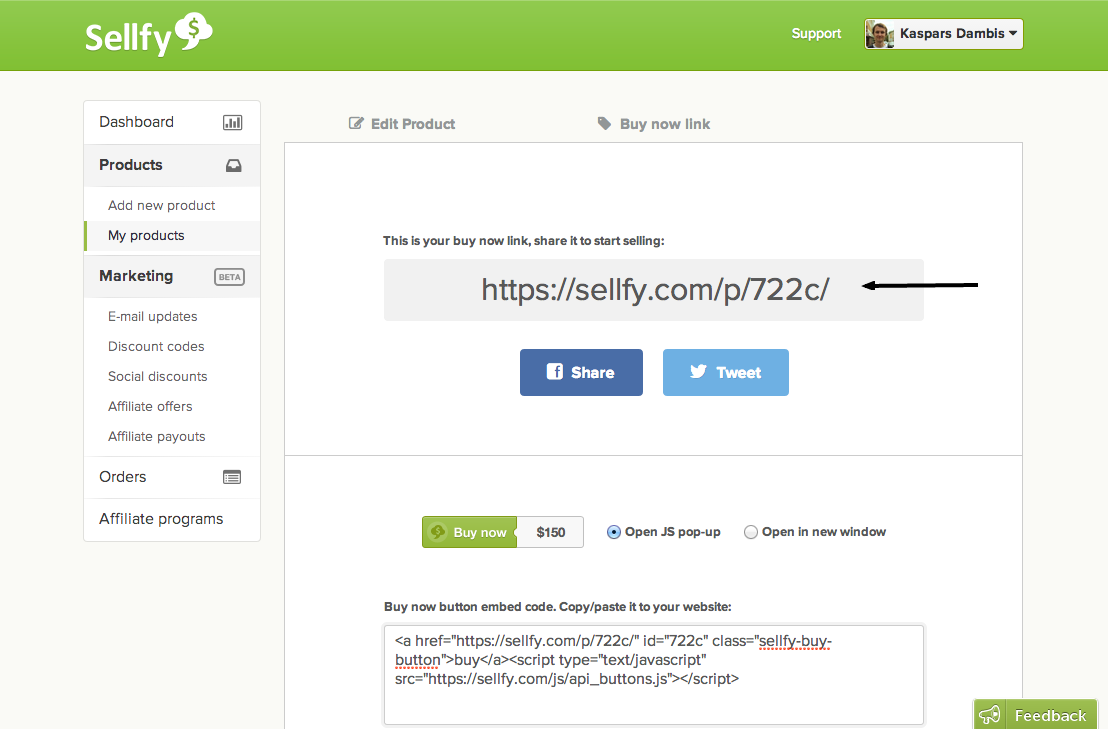 Sellfy $
Support
Kaspars Dambis
Dashboard
Products
Add new product
My products
Marketing
BETA
E-mail updates
Discount codes
Social discounts
Affiliate offers
Affiliate payouts
Orders
Affiliate programs
Edit Product
Buy now link
This is your buy now link, share it to start selling:
https://sellfy.com/p/722c/
f Share
Tweet
$ Buy now
$150
Open JS pop-up
Open in new window
Buy now button embed code. Copy/paste it to your website:
<a href="https://sellfy.com/p/722c/" id="722c" class="sellfy-buy-
button">buy</a><script type="text/javascript"
src="https://sellfy.com/js/api_buttons.js"></script>
Feedback